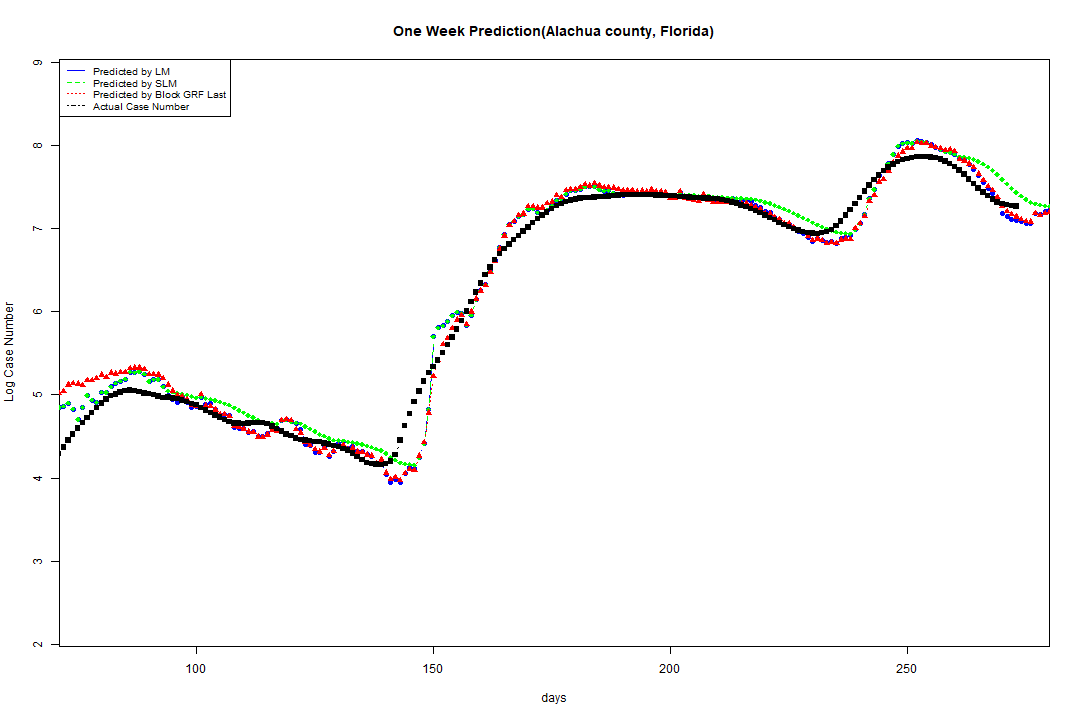 One Week Prediction(Alachua county, Florida)
Predicted by LM
Predicted by SLM
Predicted by Block GRF Last
Actual Case Number
Log Case Number
9
8
7
6
5
4
3
2
100 150 200 250
days